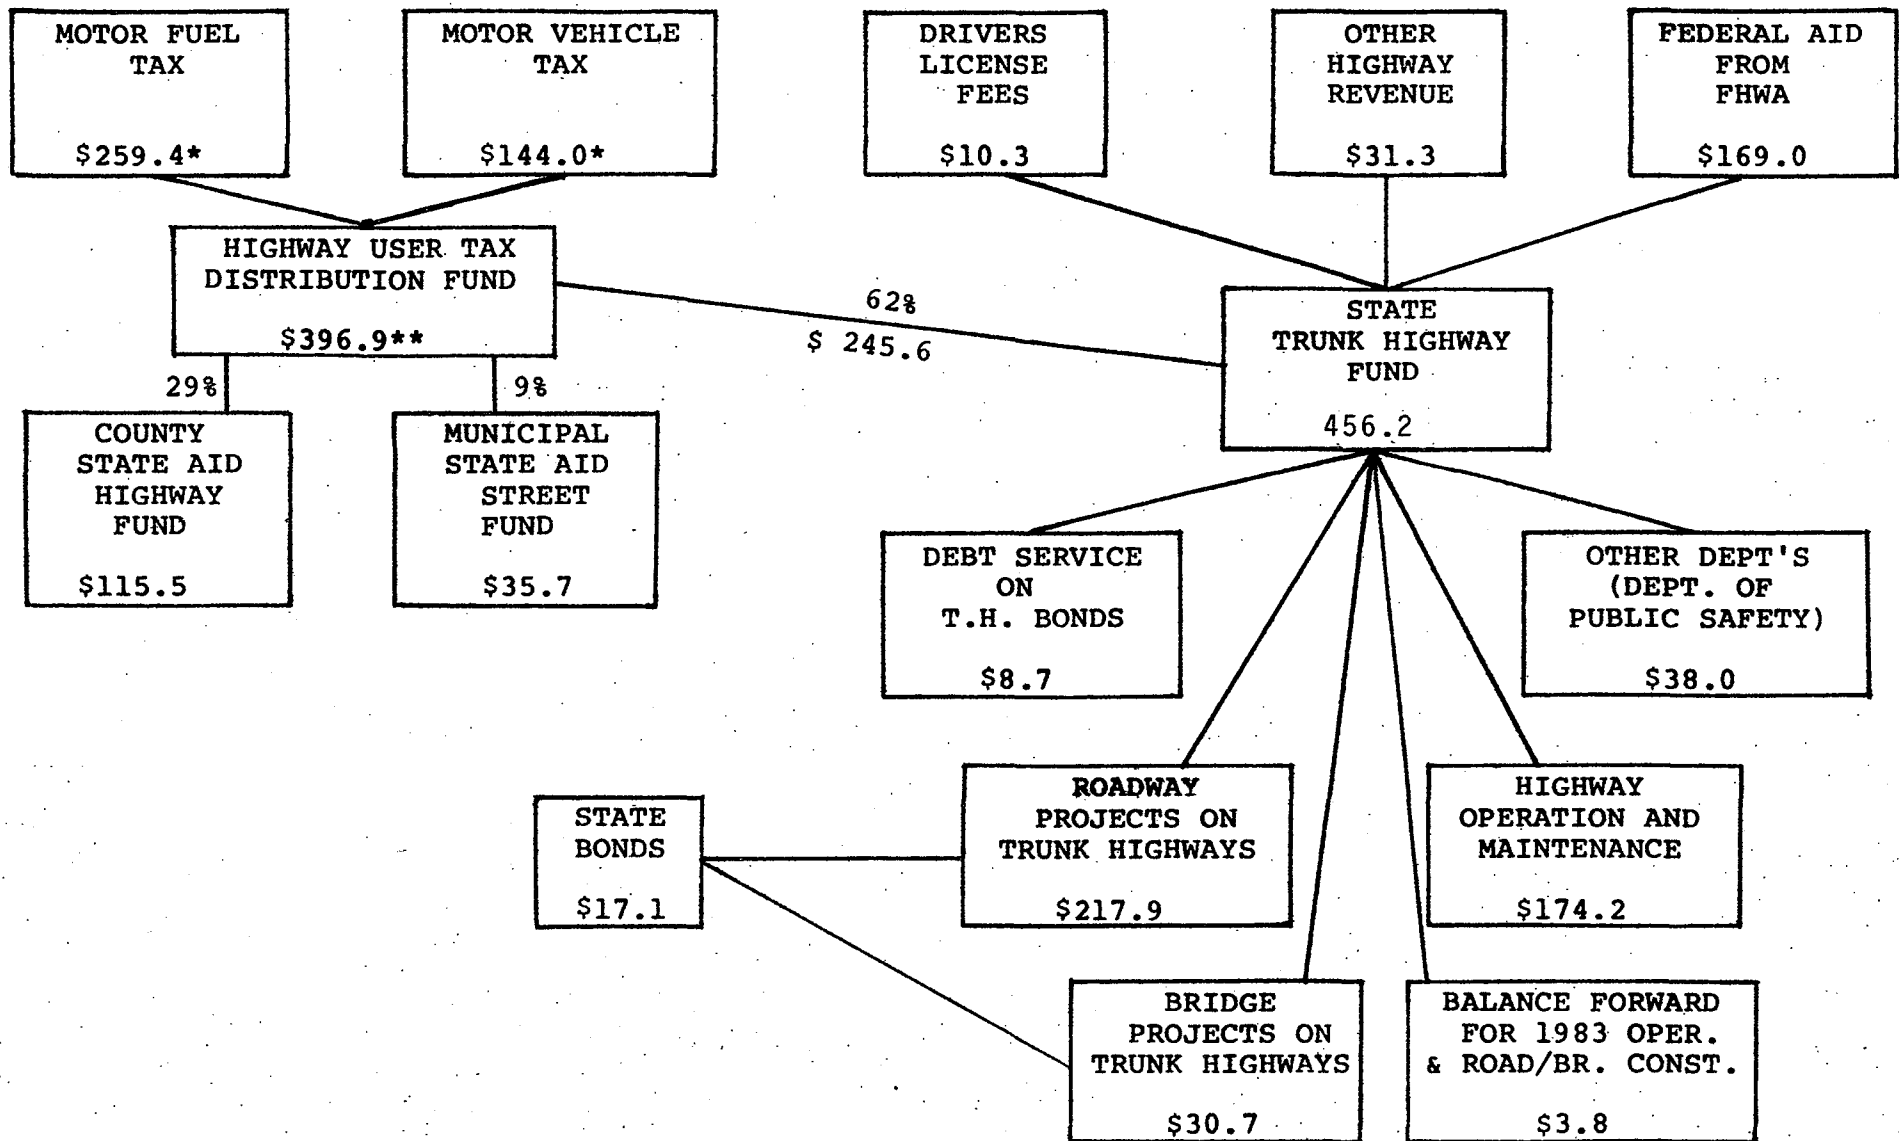 MOTOR FUEL
TAX
$259.4*
MOTOR VEHICLE
TAX
$144.0*
DRIVERS
LICENSE
FEES
$10.3
OTHER
HIGHWAY
REVENUE
$31.3
FEDERAL AID
FROM
FHWA
$169.0
HIGHWAY USER TAX
DISTRIBUTION FUND
$396.9**
62%
$ 245.6
STATE
TRUNK HIGHWAY
FUND
456.2
29%
9%
COUNTY
STATE AID
HIGHWAY
FUND
$115.5
MUNICIPAL
STATE AID
STREET
FUND
$35.7
DEBT SERVICE
ON
T.H. BONDS
$8.7
OTHER DEPT'S
(DEPT. OF
PUBLIC SAFETY)
$38.0
STATE
BONDS
$17.1
ROADWAY
PROJECTS ON
TRUNK HIGHWAYS
$217.9
HIGHWAY
OPERATION AND
MAINTENANCE
$174.2
BRIDGE
PROJECTS ON
TRUNK HIGHWAYS
$30.7
BALANCE FORWARD
FOR 1983 OPER.
& ROAD/BR. CONST.
$3.8